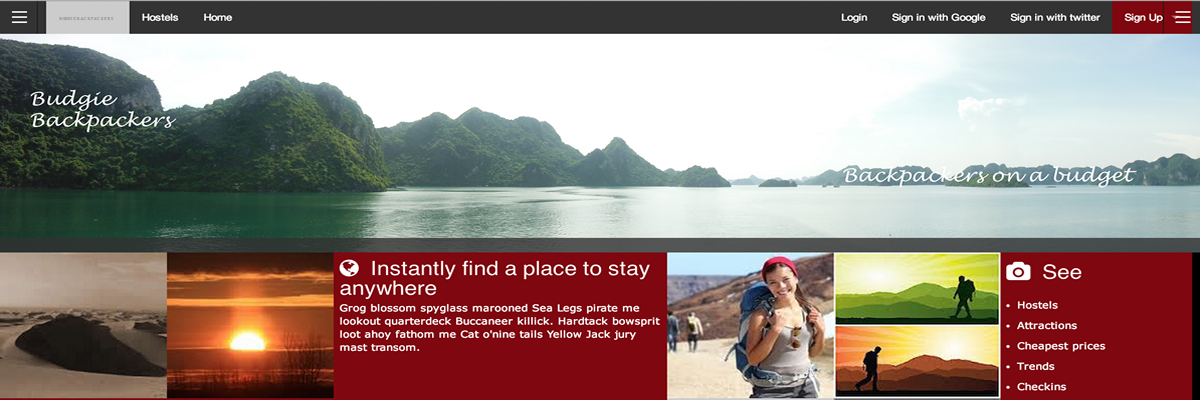 BUDGIEBACKPACKERS
Hostels
Home
Login
Sign in with Google
Sign in with twitter
Sign Up
Budgie
Backpackers
Backpackers on a budget
Instantly find a place to stay
anywhere
Grog blossom spyglass marooned Sea Legs pirate me
lookout quarterdeck Buccaneer killick. Hardtack bowsprit
loot ahoy fathom me Cat o'nine tails Yellow Jack jury
mast transom.
See
Hostels
Attractions
Cheapest prices
Trends
Checkins